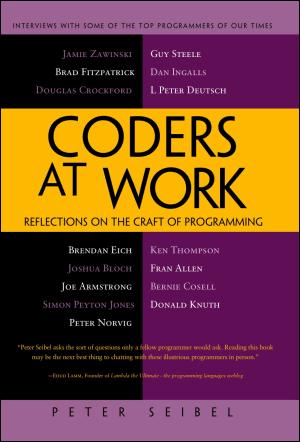 INTERVIEWS WITH SOME OF THE TOP PROGRAMMERS OF OUR TIMES
JAMIE ZAWINSKI
BRAD FITZPATRICK
DOUGLAS CROCKFORD
GUY STEELE
DAN INGALLS
L PETER DEUTSCH
CODERS
AT WORK
REFLECTIONS ON THE CRAFT OF PROGRAMMING
BRENDAN EICH
JOSHUA BLOCH
JOE ARMSTRONG
SIMON PEYTON JONES
PETER NORVIG
KEN THOMPSON
FRAN ALLEN
BERNIE COSELL
DONALD KNUTH
"Peter Seibel asks the sort of questions only a fellow programmer would ask. Reading this book
may be the next best thing to chatting with these illustrious programmers in person."
—EHUD LAMM, Founder of Lambda the Ultimate - the programming languages weblog
PETER SEIBEL